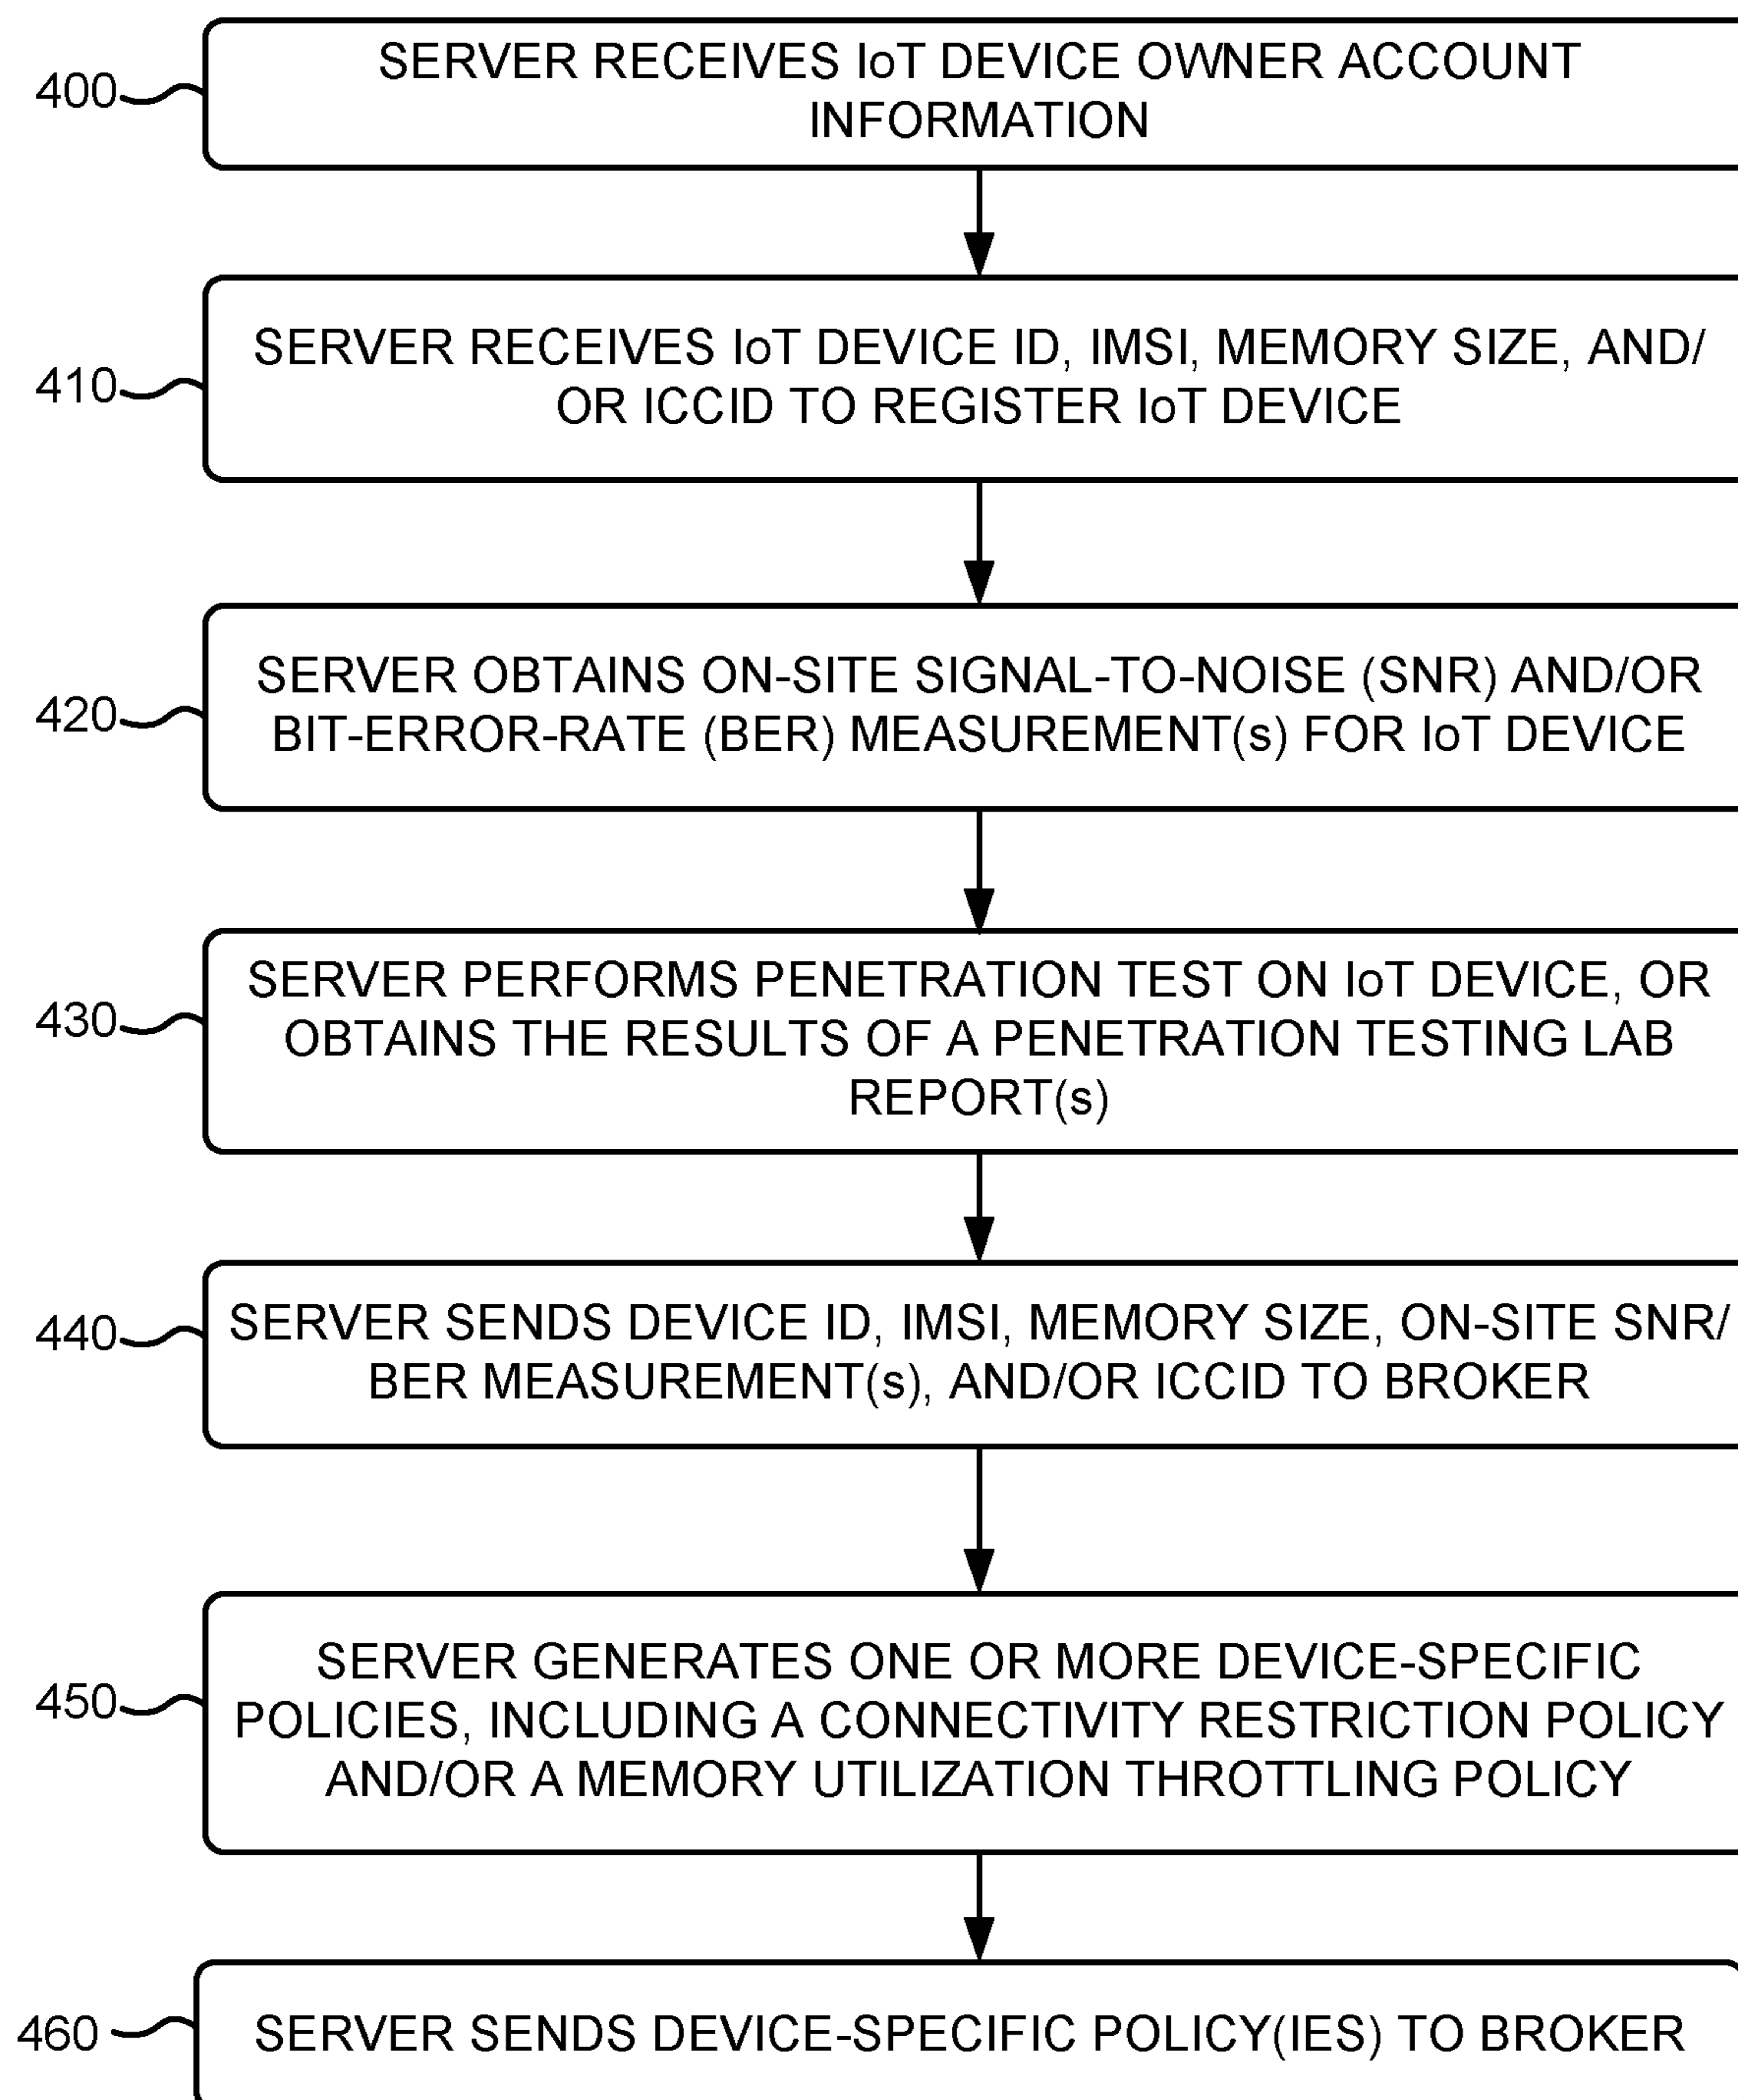 400
SERVER RECEIVES IoT DEVICE OWNER ACCOUNT
INFORMATION
410
SERVER RECEIVES IoT DEVICE ID, IMSI, MEMORY SIZE, AND/
OR ICCID TO REGISTER IoT DEVICE
420
SERVER OBTAINS ON-SITE SIGNAL-TO-NOISE (SNR) AND/OR
BIT-ERROR-RATE (BER) MEASUREMENT(s) FOR IoT DEVICE
430
SERVER PERFORMS PENETRATION TEST ON IoT DEVICE, OR
OBTAINS THE RESULTS OF A PENETRATION TESTING LAB
REPORT(s)
440
SERVER SENDS DEVICE ID, IMSI, MEMORY SIZE, ON-SITE SNR/
BER MEASUREMENT(s), AND/OR ICCID TO BROKER
450
SERVER GENERATES ONE OR MORE DEVICE-SPECIFIC
POLICIES, INCLUDING A CONNECTIVITY RESTRICTION POLICY
AND/OR A MEMORY UTILIZATION THROTTLING POLICY
460
SERVER SENDS DEVICE-SPECIFIC POLICY(IES) TO BROKER